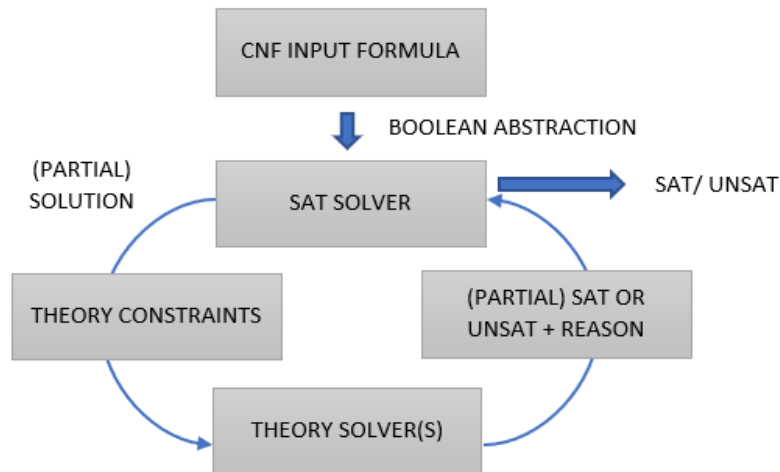 CNF INPUT FORMULA
BOOLEAN ABSTRACTION
(PARTIAL)
SOLUTION
SAT SOLVER
SAT/ UNSAT
THEORY CONSTRAINTS
(PARTIAL) SAT OR
UNSAT + REASON
THEORY SOLVER(S)